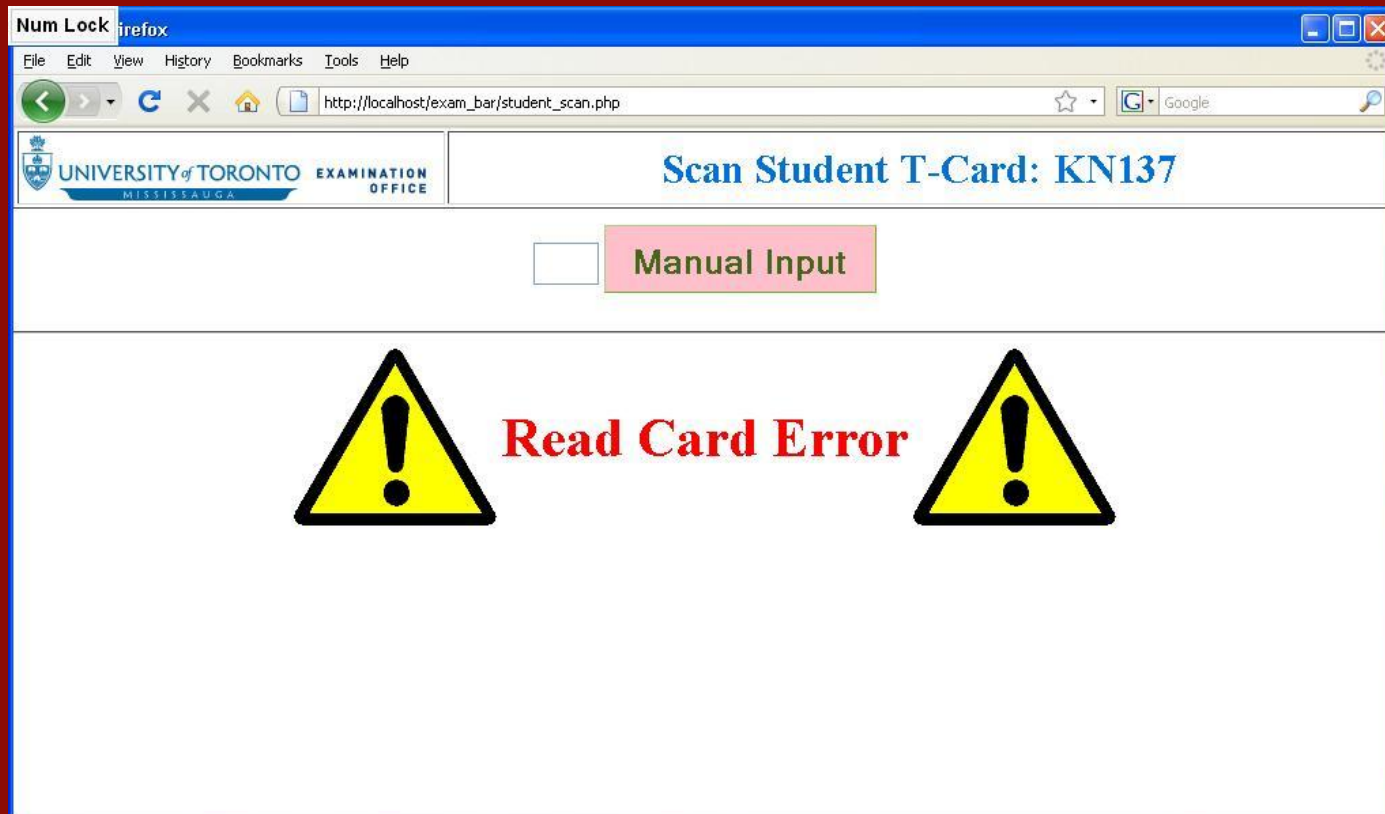 Num Lock irefox
File Edit View History Bookmarks Tools Help
http://localhost/exam_bar/student_scan.php G Google
UNIVERSITY of TORONTO EXAMINATION
MISSISSAUGA OFFICE
Scan Student T-Card: KN137
Manual Input
Read Card Error